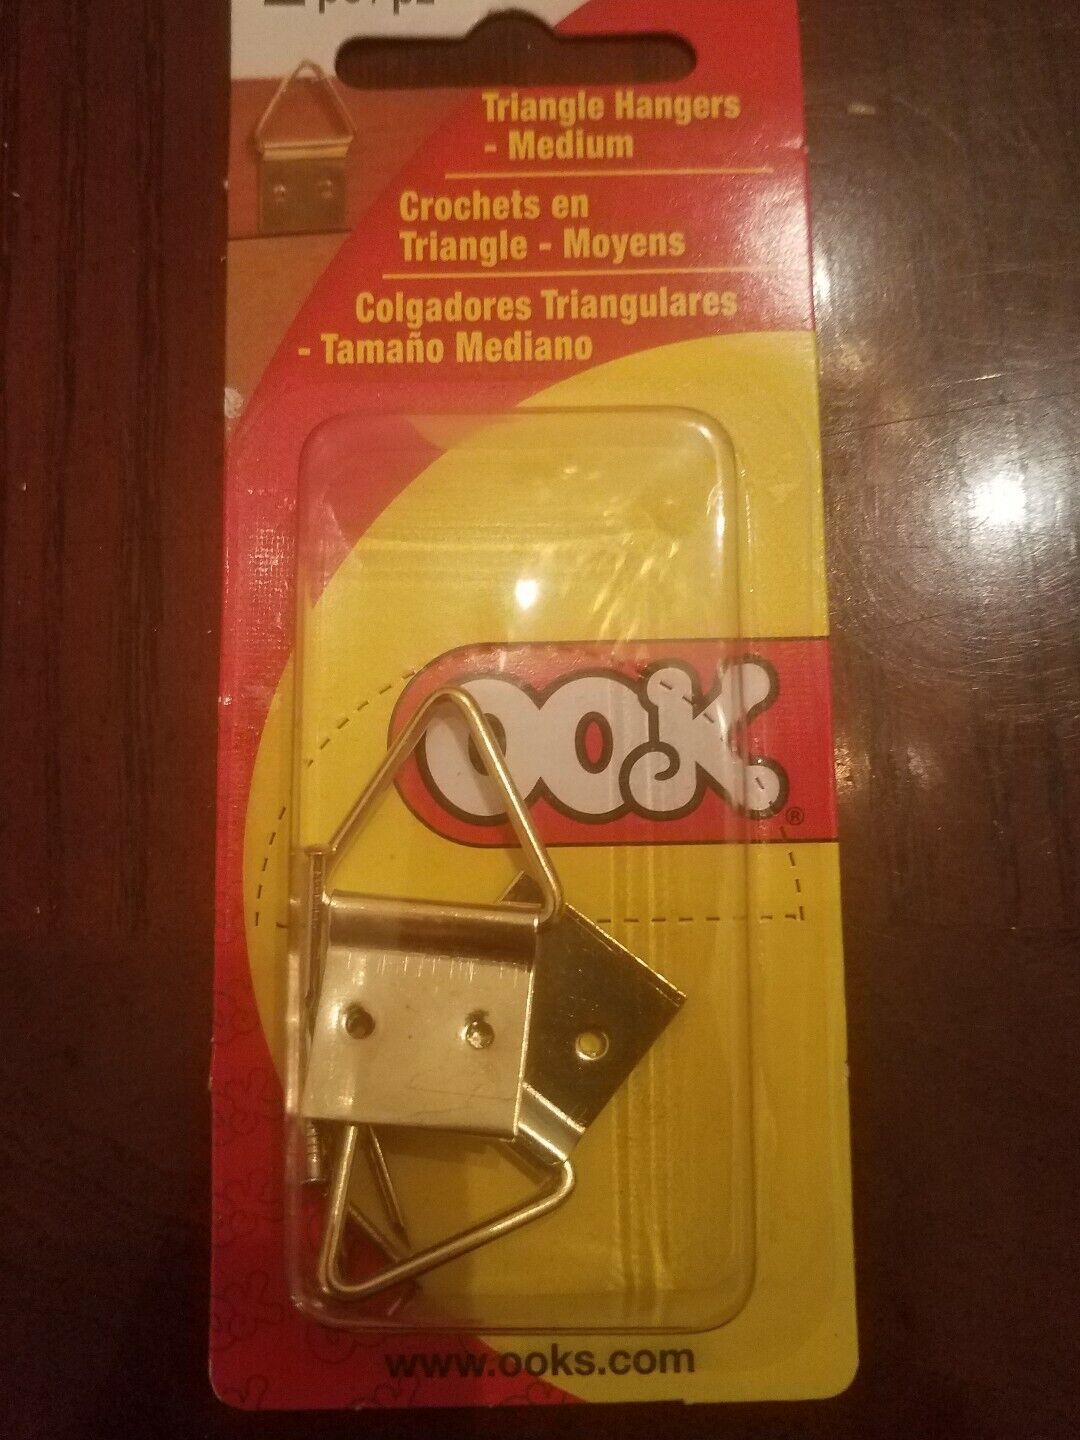 Triangle Hangers
- Medium
Crochets en
Triangle - Moyens
Colgadores Triangulares
- Tamaño Mediano
OOK®
www.ooks.com